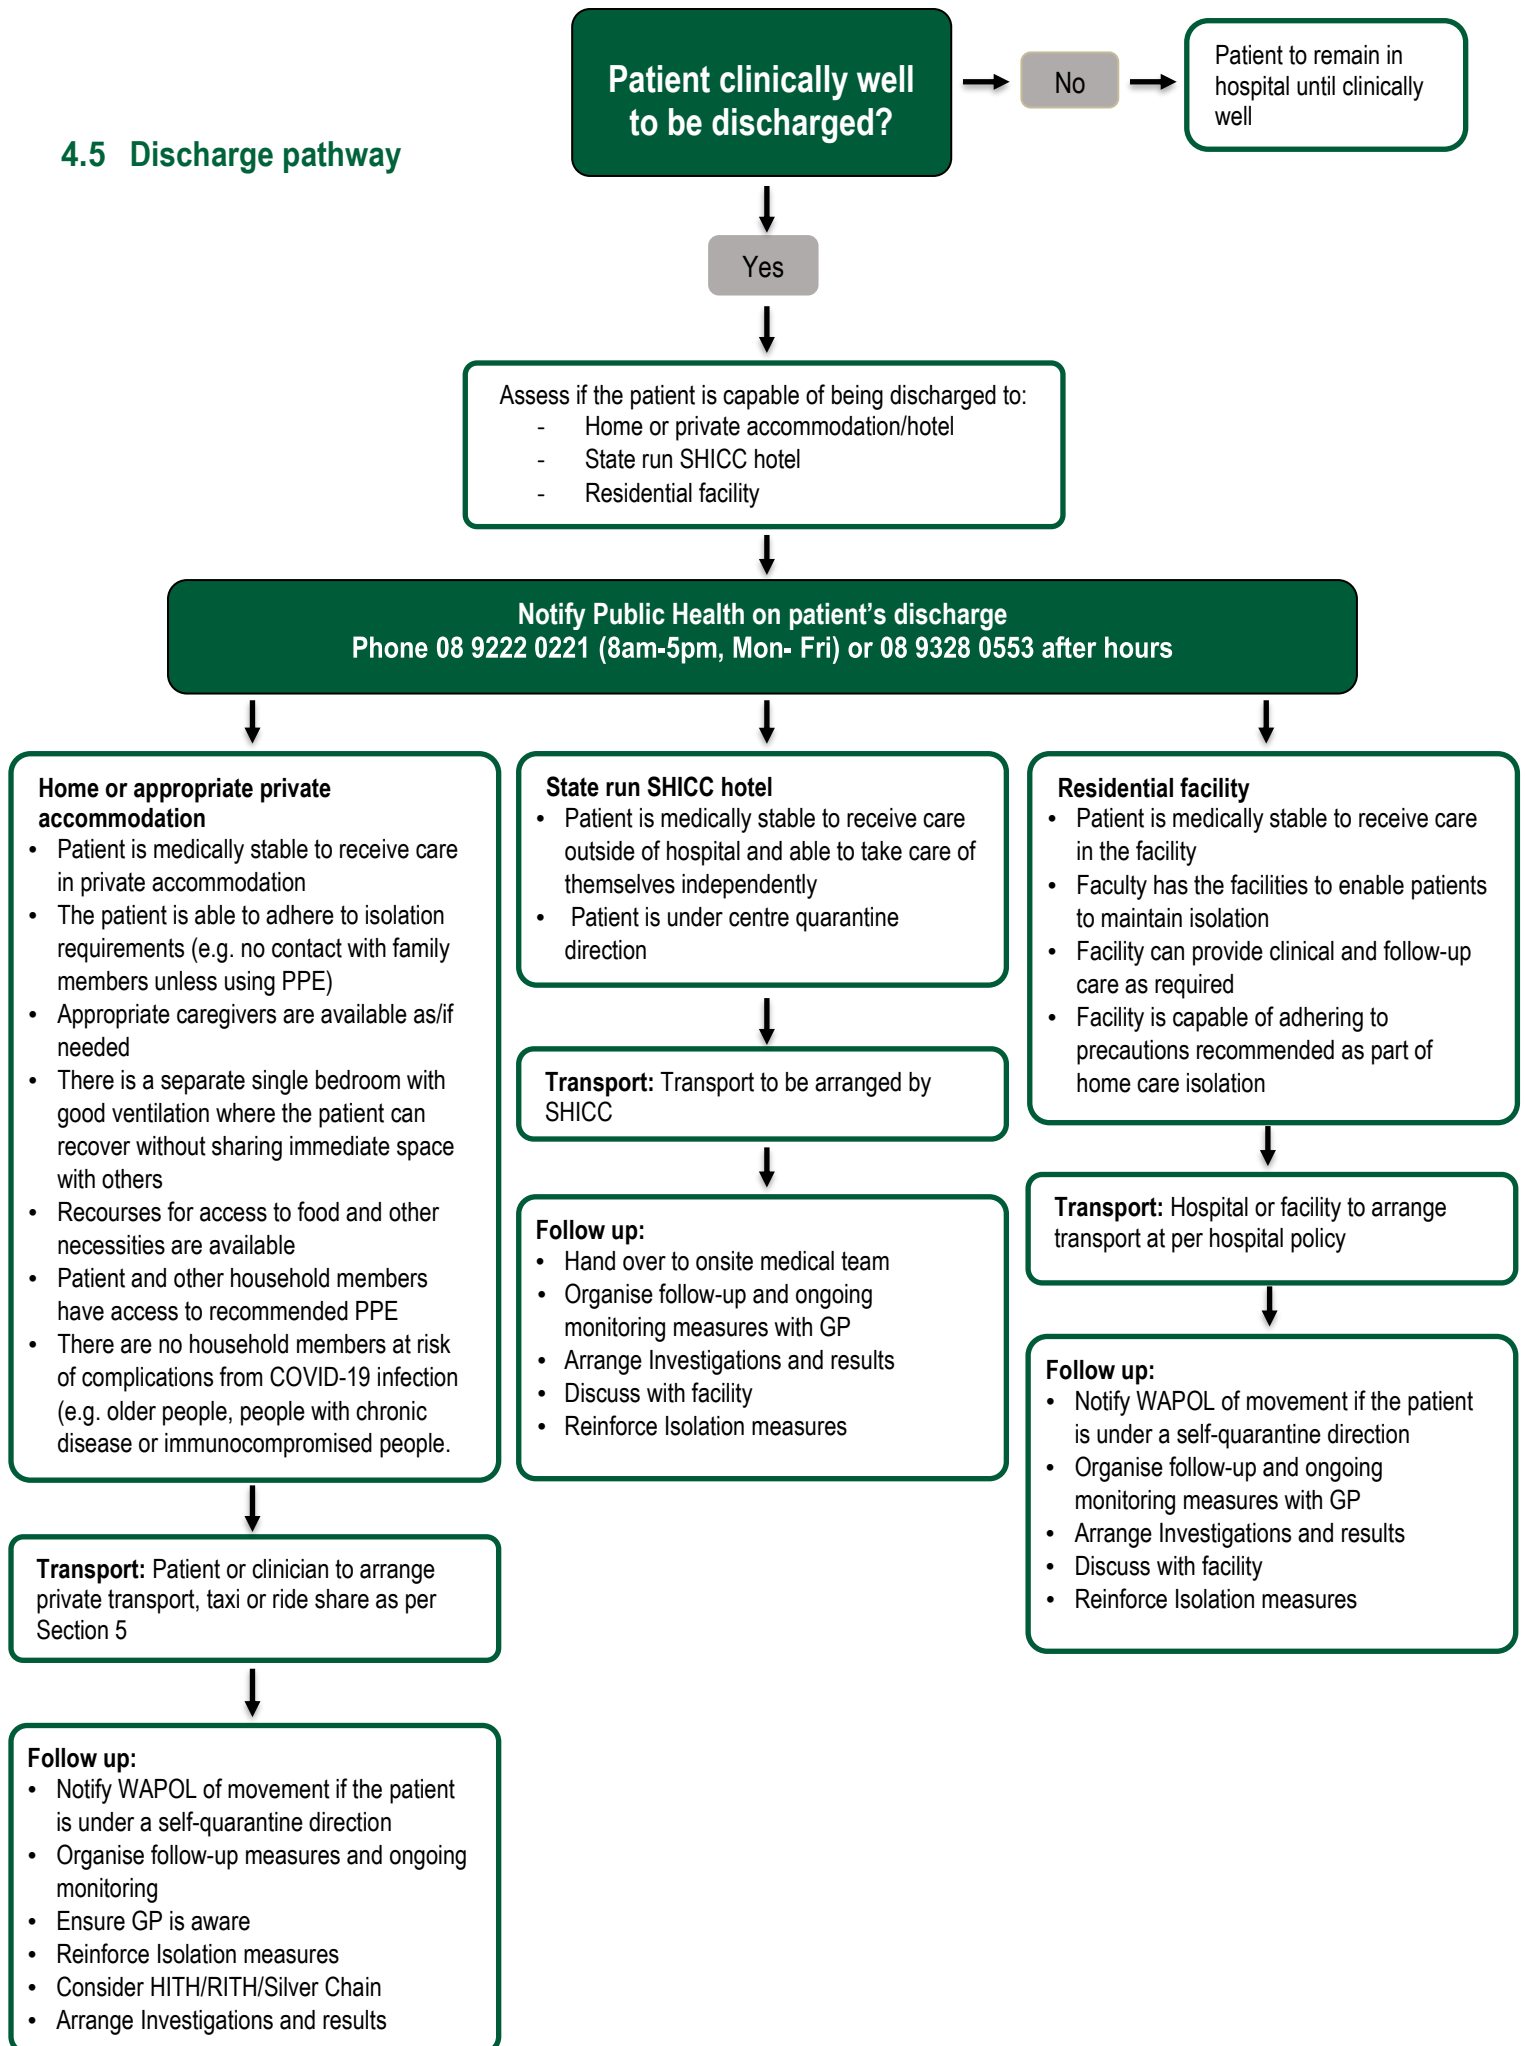 Patient clinically well
to be discharged?
No
Patient to remain in
hospital until clinically
well
4.5 Discharge pathway
Yes
Assess if the patient is capable of being discharged to:
- Home or private accommodation/hotel
- State run SHICC hotel
- Residential facility
Notify Public Health on patient’s discharge
Phone 08 9222 0221 (8am-5pm, Mon- Fri) or 08 9328 0553 after hours
Home or appropriate private
accommodation
• Patient is medically stable to receive care
in private accommodation
• The patient is able to adhere to isolation
requirements (e.g. no contact with family
members unless using PPE)
• Appropriate caregivers are available as/if
needed
• There is a separate single bedroom with
good ventilation where the patient can
recover without sharing immediate space
with others
• Recourses for access to food and other
necessities are available
• Patient and other household members
have access to recommended PPE
• There are no household members at risk
of complications from COVID-19 infection
(e.g. older people, people with chronic
disease or immunocompromised people.
Transport: Patient or clinician to arrange
private transport, taxi or ride share as per
Section 5
Follow up:
• Notify WAPOL of movement if the patient
is under a self-quarantine direction
• Organise follow-up measures and ongoing
monitoring
• Ensure GP is aware
• Reinforce Isolation measures
• Consider HITH/RITH/Silver Chain
• Arrange Investigations and results
State run SHICC hotel
• Patient is medically stable to receive care
outside of hospital and able to take care of
themselves independently
• Patient is under centre quarantine
direction
Transport: Transport to be arranged by
SHICC
Follow up:
• Hand over to onsite medical team
• Organise follow-up and ongoing
monitoring measures with GP
• Arrange Investigations and results
• Discuss with facility
• Reinforce Isolation measures
Residential facility
• Patient is medically stable to receive care
in the facility
• Faculty has the facilities to enable patients
to maintain isolation
• Facility can provide clinical and follow-up
care as required
• Facility is capable of adhering to
precautions recommended as part of
home care isolation
Transport: Hospital or facility to arrange
transport at per hospital policy
Follow up:
• Notify WAPOL of movement if the patient
is under a self-quarantine direction
• Organise follow-up and ongoing
monitoring measures with GP
• Arrange Investigations and results
• Discuss with facility
• Reinforce Isolation measures